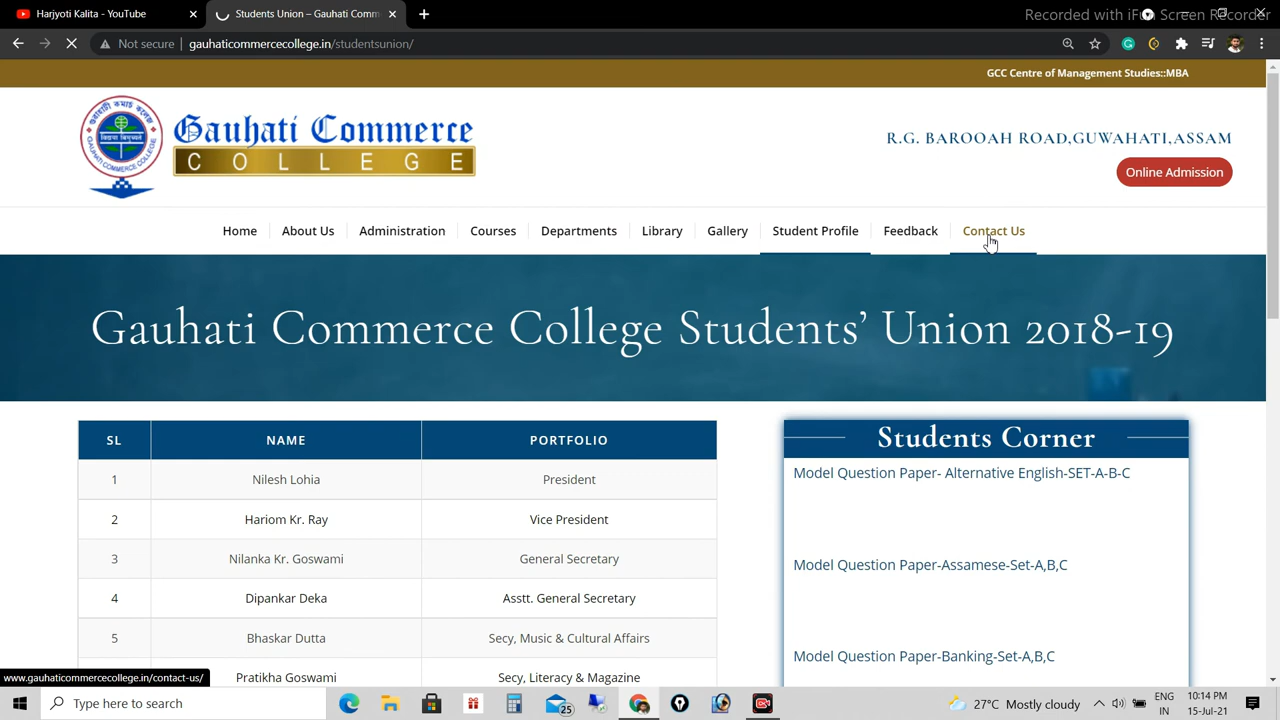 Harjyoti Kalita - YouTube
Students Union – Gauhati Comm
Recorded with iFun Screen Recorder
Not secure
gauhaticommercecollege.in/studentsunion/
GCC Centre of Management Studies::MBA
Gauhati Commerce
COLLEGE
R.G. BAROOAH ROAD,GUWAHATI,ASSAM
Online Admission
Home
About Us
Administration
Courses
Departments
Library
Gallery
Student Profile
Feedback
Contact Us
Gauhati Commerce College Students’ Union 2018-19
SL NAME PORTFOLIO
1 Nilesh Lohia President
2 Hariom Kr. Ray Vice President
3 Nilanka Kr. Goswami General Secretary
4 Dipankar Deka Asstt. General Secretary
5 Bhaskar Dutta Secy, Music & Cultural Affairs
Pratikha Goswami Secy, Literacy & Magazine
Students Corner
Model Question Paper- Alternative English-SET-A-B-C
Model Question Paper-Assamese-Set-A,B,C
Model Question Paper-Banking-Set-A,B,C
www.gauhaticommercecollege.in/contact-us/
Type here to search
25
27°C Mostly cloudy
ENG
IN
10:14 PM
15-Jul-21